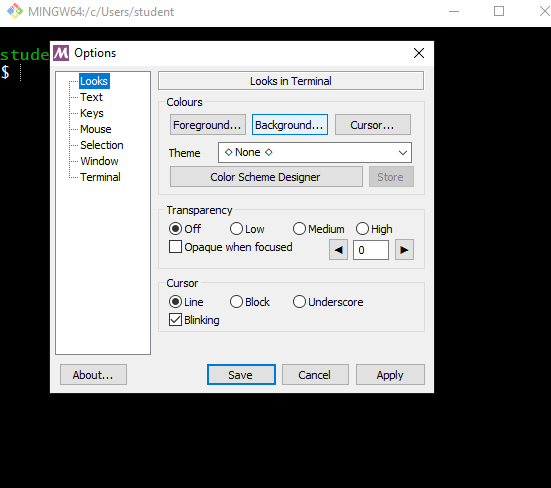 MINGW64:/c/Users/student
stude
$
M Options
Looks
Text
Keys
Mouse
Selection
Window
Terminal
Looks in Terminal
Colours
Foreground...  Background...  Cursor...
Theme  ◇ None ◇
Color Scheme Designer  Store
Transparency
Off  Low  Medium  High
Opaque when focused  ◄ 0 ►
Cursor
Line  Block  Underscore
Blinking
About...  Save  Cancel  Apply